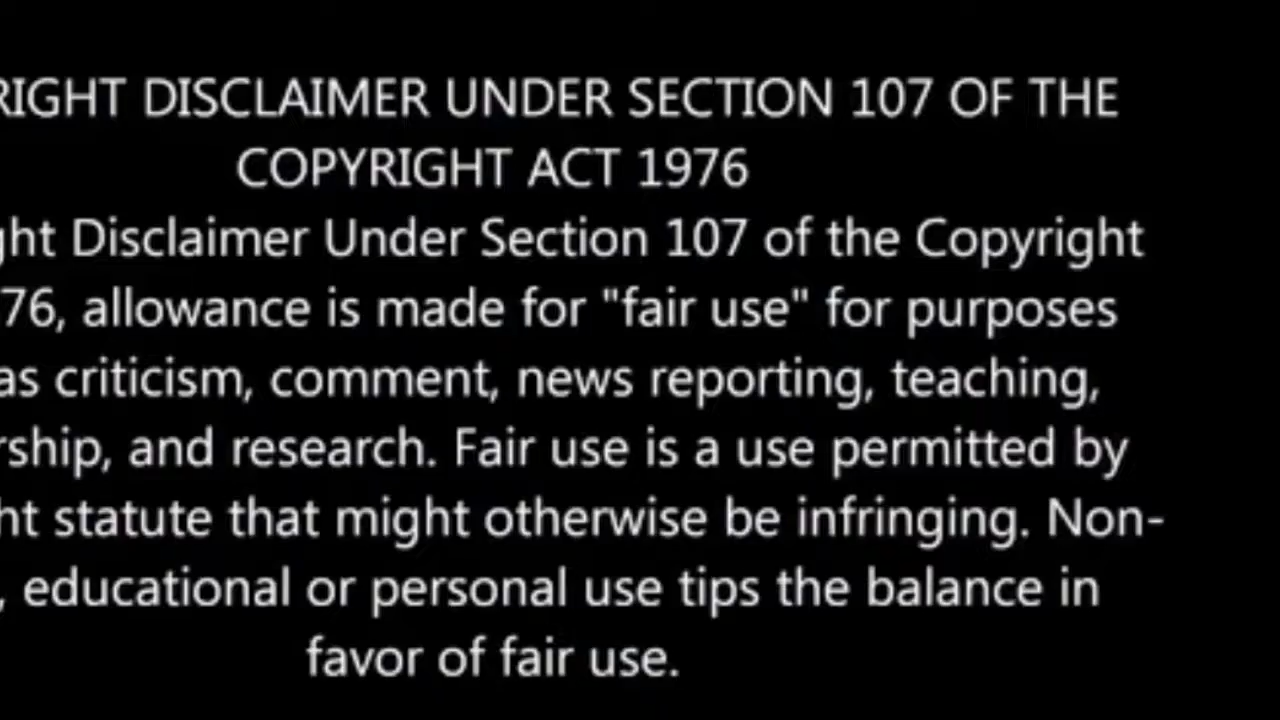 RIGHT DISCLAIMER UNDER SECTION 107 OF THE
COPYRIGHT ACT 1976
ght Disclaimer Under Section 107 of the Copyright
76, allowance is made for "fair use" for purposes
as criticism, comment, news reporting, teaching,
rship, and research. Fair use is a use permitted by
ht statute that might otherwise be infringing. Non-
, educational or personal use tips the balance in
favor of fair use.